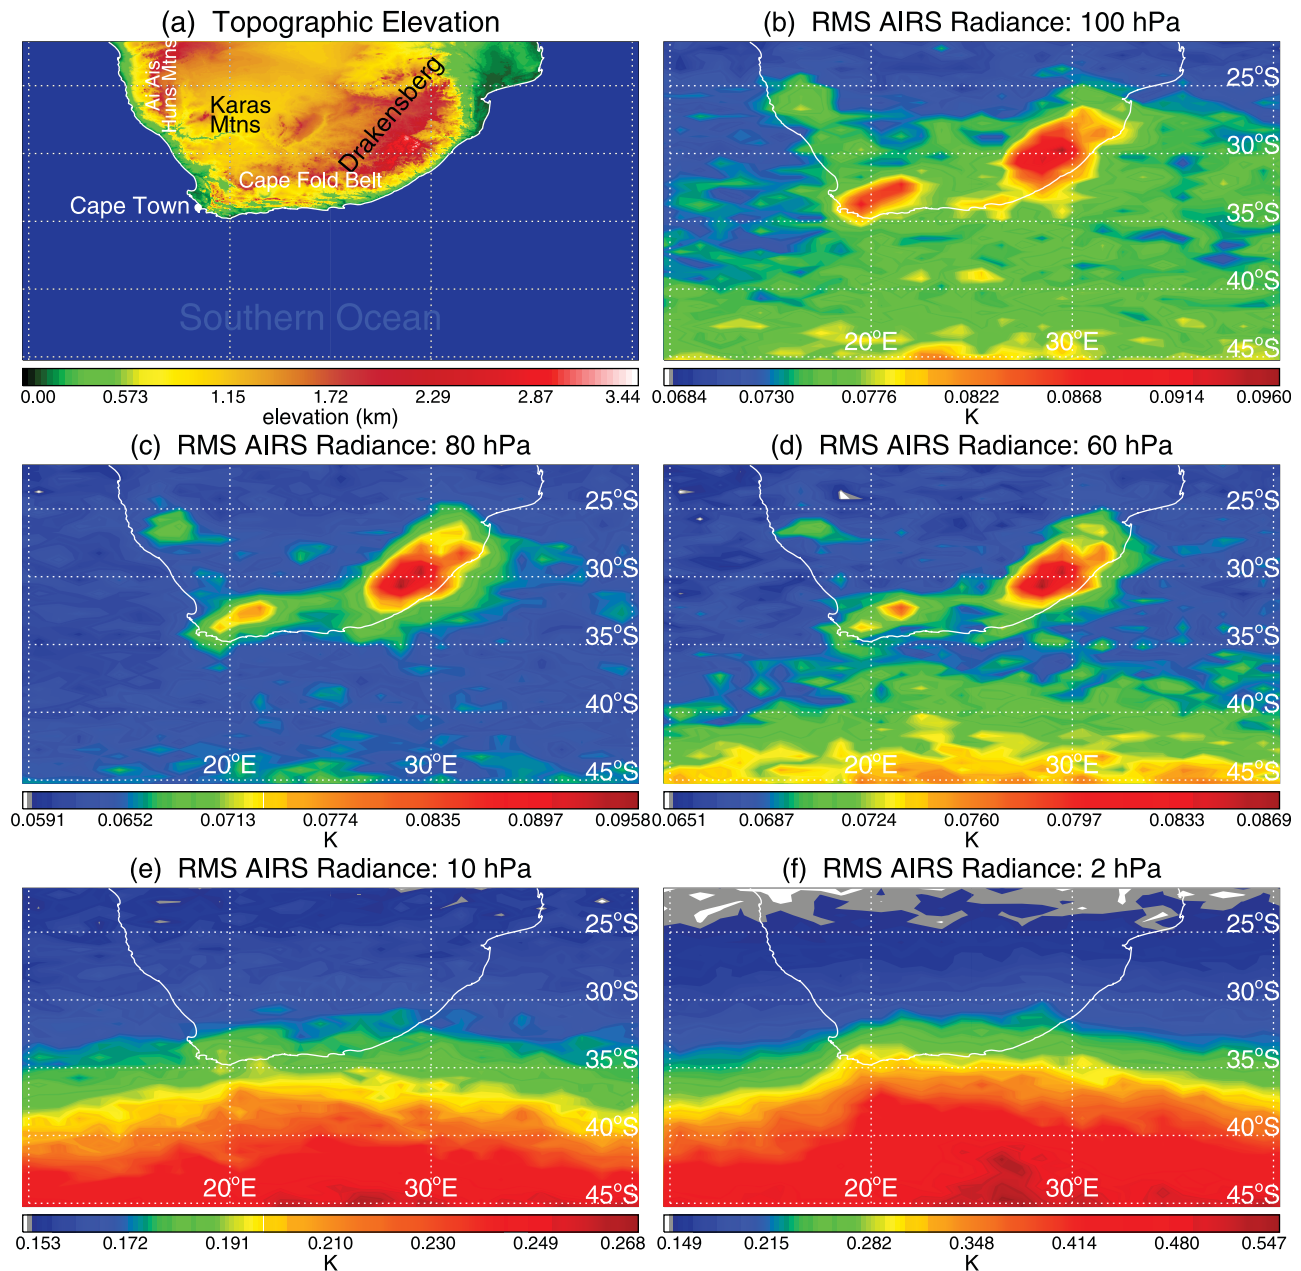 (a) Topographic Elevation
Ai Ais
Huns Mtns
Karas
Mtns
Drakensberg
Cape Fold Belt
Cape Town
Southern Ocean
0.00 0.573 1.15 1.72 2.29 2.87 3.44
elevation (km)
(b) RMS AIRS Radiance: 100 hPa
25°S
30°S
35°S
40°S
20°E 30°E
45°S
0.0684 0.0730 0.0776 0.0822 0.0868 0.0914 0.0960
K
(c) RMS AIRS Radiance: 80 hPa
25°S
30°S
35°S
40°S
20°E 30°E
45°S
0.0591 0.0652 0.0713 0.0774 0.0835 0.0897 0.0958
K
(d) RMS AIRS Radiance: 60 hPa
25°S
30°S
35°S
40°S
20°E 30°E
45°S
0.0651 0.0687 0.0724 0.0760 0.0797 0.0833 0.0869
K
(e) RMS AIRS Radiance: 10 hPa
25°S
30°S
35°S
40°S
20°E 30°E
45°S
0.153 0.172 0.191 0.210 0.230 0.249 0.268
K
(f) RMS AIRS Radiance: 2 hPa
25°S
30°S
35°S
40°S
20°E 30°E
45°S
0.149 0.215 0.282 0.348 0.414 0.480 0.547
K